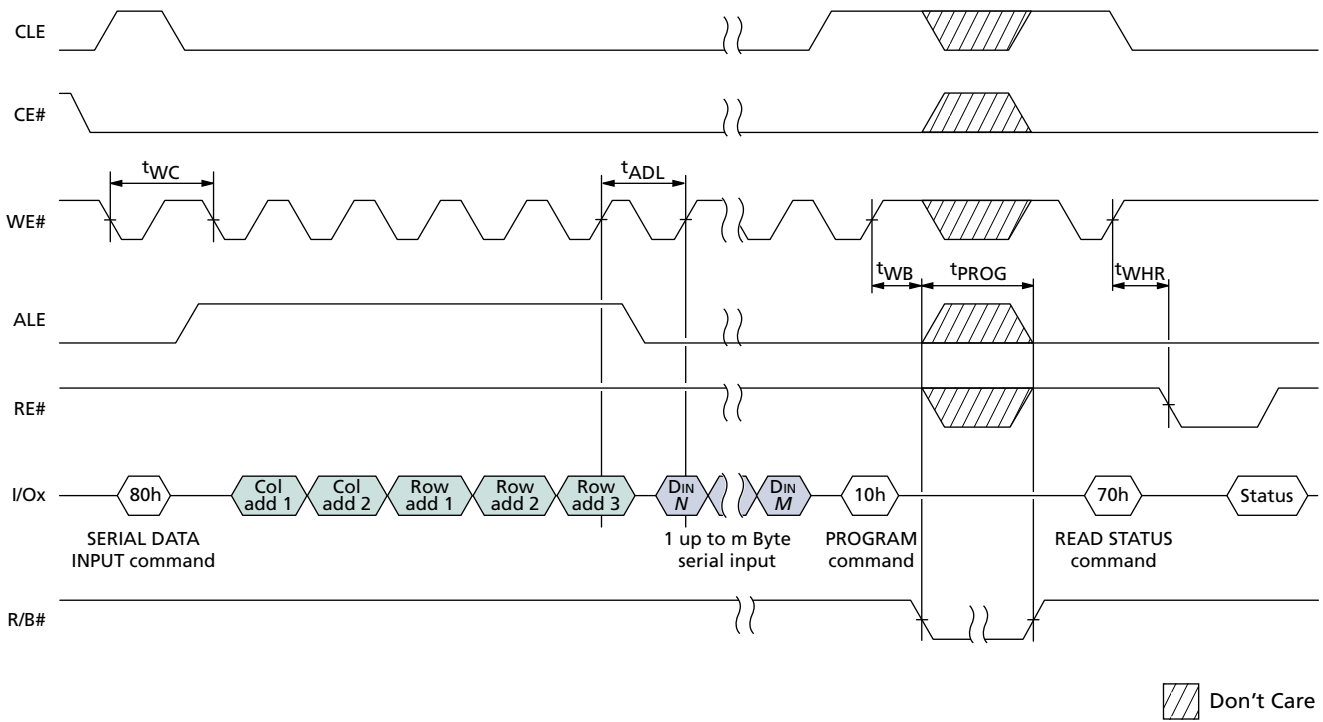 CLE
CE#
tWC
tADL
WE#
tWB
tPROG
tWHR
ALE
RE#
I/Ox
80h
Col
add 1
Col
add 2
Row
add 1
Row
add 2
Row
add 3
DIN
N
DIN
M
10h
70h
Status
SERIAL DATA
INPUT command
1 up to m Byte
serial input
PROGRAM
command
READ STATUS
command
R/B#
Don't Care